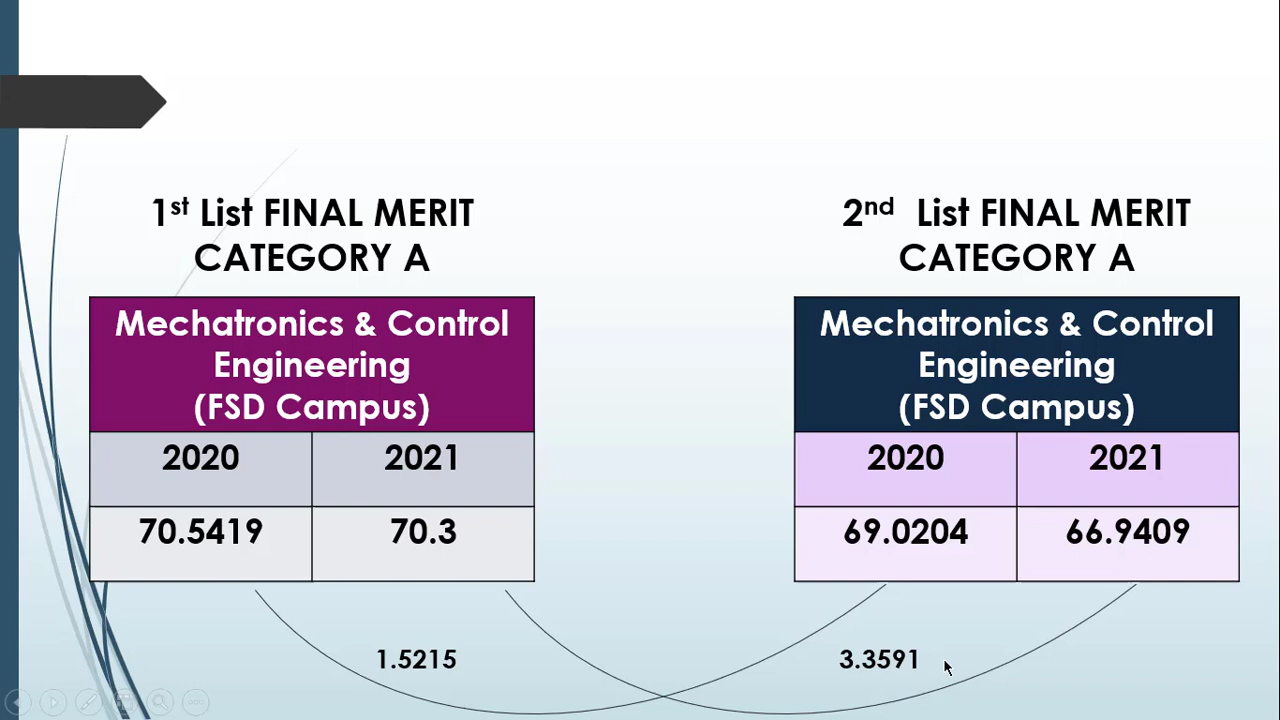 1st List FINAL MERIT
CATEGORY A
Mechatronics & Control
Engineering
(FSD Campus)
2020 2021
70.5419 70.3
2nd List FINAL MERIT
CATEGORY A
Mechatronics & Control
Engineering
(FSD Campus)
2020 2021
69.0204 66.9409
1.5215
3.3591